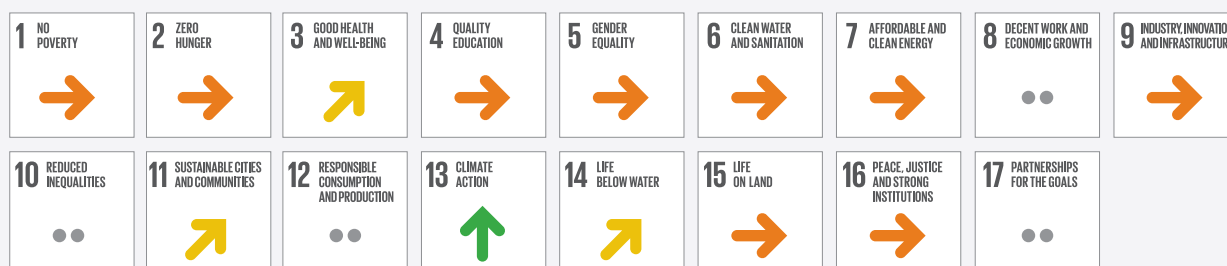 1 NO
POVERTY
2 ZERO
HUNGER
3 GOOD HEALTH
AND WELL-BEING
4 QUALITY
EDUCATION
5 GENDER
EQUALITY
6 CLEAN WATER
AND SANITATION
7 AFFORDABLE AND
CLEAN ENERGY
8 DECENT WORK AND
ECONOMIC GROWTH
9 INDUSTRY, INNOVATIO
AND INFRASTRUCTUR
10 REDUCED
INEQUALITIES
11 SUSTAINABLE CITIES
AND COMMUNITIES
12 RESPONSIBLE
CONSUMPTION
AND PRODUCTION
13 CLIMATE
ACTION
14 LIFE
BELOW WATER
15 LIFE
ON LAND
16 PEACE, JUSTICE
AND STRONG
INSTITUTIONS
17 PARTNERSHIPS
FOR THE GOALS